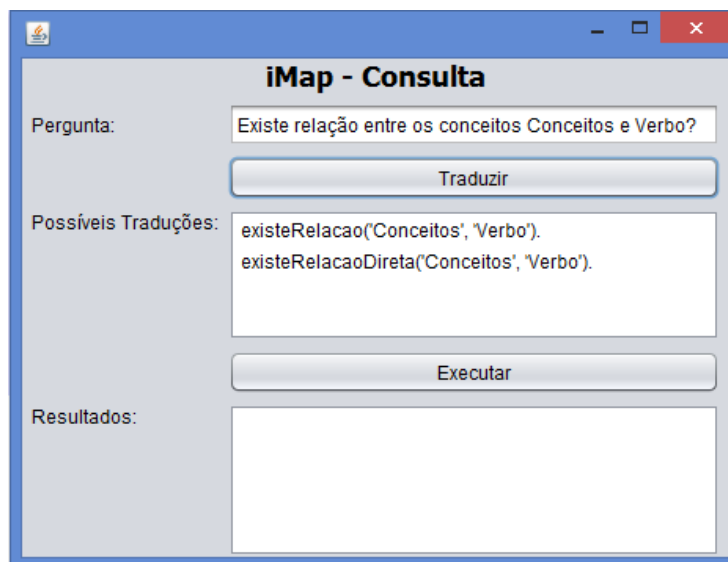 iMap - Consulta
Pergunta:
Existe relação entre os conceitos Conceitos e Verbo?
Traduzir
Possíveis Traduções:
existeRelacao('Conceitos', 'Verbo').
existeRelacaoDireta('Conceitos', 'Verbo').
Executar
Resultados: